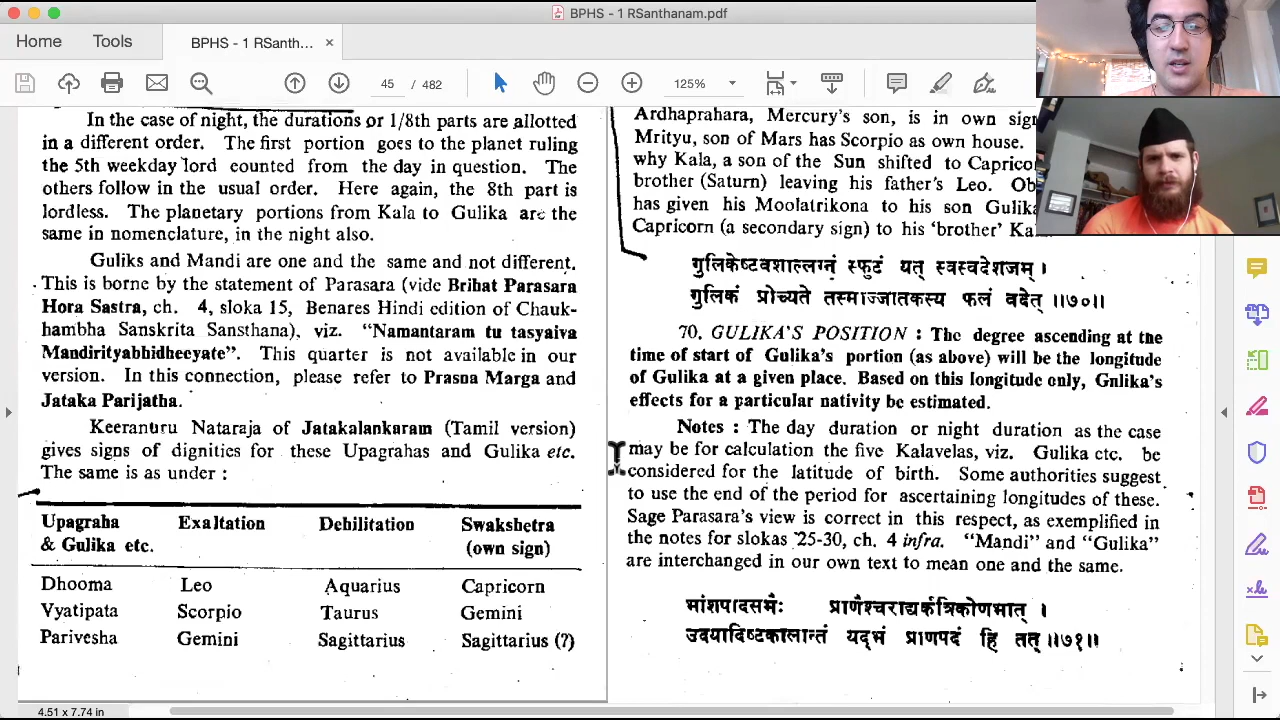 BPHS - 1 RSanthanam.pdf
Home
Tools
BPHS - 1 RSanth...
45 / 482
125%
In the case of night, the durations or 1/8th parts are allotted
in a different order. The first portion goes to the planet ruling
the 5th weekday lord counted from the day in question. The
others follow in the usual order. Here again, the 8th part is
lordless. The planetary portions from Kala to Gulika are the
same in nomenclature, in the night also.
Guliks and Mandi are one and the same and not different.
This is borne by the statement of Parasara (vide Brihat Parasara
Hora Sastra, ch. 4, sloka 15, Benares Hindi edition of Chauk-
hambha Sanskrita Sansthana), viz. "Namantaram tu tasyaiva
Mandirityabhidheeyate". This quarter is not available in our
version. In this connection, please refer to Prasna Marga and
Jataka Parijatha.
Keeranuru Nataraja of Jatakalankaram (Tamil version)
gives signs of dignities for these Upagrahas and Gulika etc.
The same is as under :
Upagraha Exaltation Debilitation Swakshetra
& Gulika etc. (own sign)
Dhooma Leo Aquarius Capricorn
Vyatipata Scorpio Taurus Gemini
Parivesha Gemini Sagittarius Sagittarius (?)
Ardhaprahara, Mercury's son, is in own sign
Mrityu, son of Mars has Scorpio as own house.
why Kala, a son of the Sun shifted to Caprico
brother (Saturn) leaving his father's Leo. Ob
has given his Moolatrikona to his son Gulika
Capricorn (a secondary sign) to his 'brother' Ka
गुलिकेष्टवशाल्लग्नं स्फुटं यत् स्वस्वदेशजम् ।
गुलिकं प्रोच्यते तस्माज्जातकस्य फलं वदेत् ॥७०॥
70. GULIKA'S POSITION : The degree ascending at the
time of start of Gulika's portion (as above) will be the longitude
of Gulika at a given place. Based on this longitude only, Gnlika's
effects for a particular nativity be estimated.
Notes : The day duration or night duration as the case
may be for calculation the five Kalavelas, viz. Gulika etc. be
considered for the latitude of birth. Some authorities suggest
to use the end of the period for ascertaining longitudes of these.
Sage Parasara's view is correct in this respect, as exemplified in
the notes for slokas 25-30, ch. 4 infra. "Mandi" and "Gulika"
are interchanged in our own text to mean one and the same.
भांशपादसमैः प्राणैश्चराद्यर्कत्रिकोणभात् ।
उदयादिष्टकालान्तं यद्भं प्राणपदं हि तत् ॥७१॥
4.51 x 7.74 in